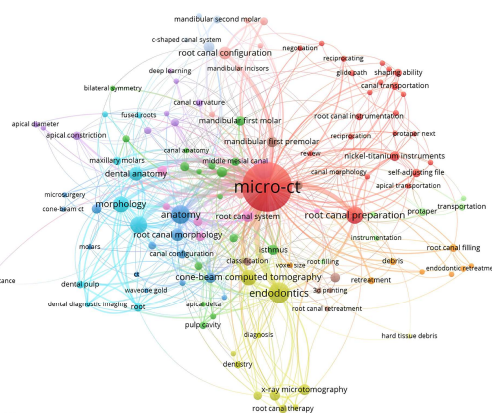 mandibular second molar
c-shaped canal system
negotiation
root canal configuration
reciprocating
mandibular incisors
deep learning
glide path
shaping ability
canal transportation
bilateral symmetry
canal curvature
fused roots
mandibular first molar
root canal instrumentation
apical diameter
apical constriction
reciprocation
protaper next
mandibular first premolar
canal anatomy
review
nickel-titanium instruments
maxillary molars
middle mesial canal
dental anatomy
canal morphology
self-adjusting file
micro-ct
apical transportation
microsurgery
morphology
transportation
cone-beam ct
anatomy
root canal system
root canal preparation
protaper
root canal morphology
instrumentation
molars
isthmus
root canal filling
canal configuration
classification
voxel size
root filling
debris
endodontic retreatme
ct
cone-beam computed tomography
retreatment
tance
dental pulp
waveone gold
endodontics
3d printing
dental diagnostic imaging
root
apical delta
root canal retreatment
pulp cavity
diagnosis
hard tissue debris
dentistry
x-ray microtomography
root canal therapy